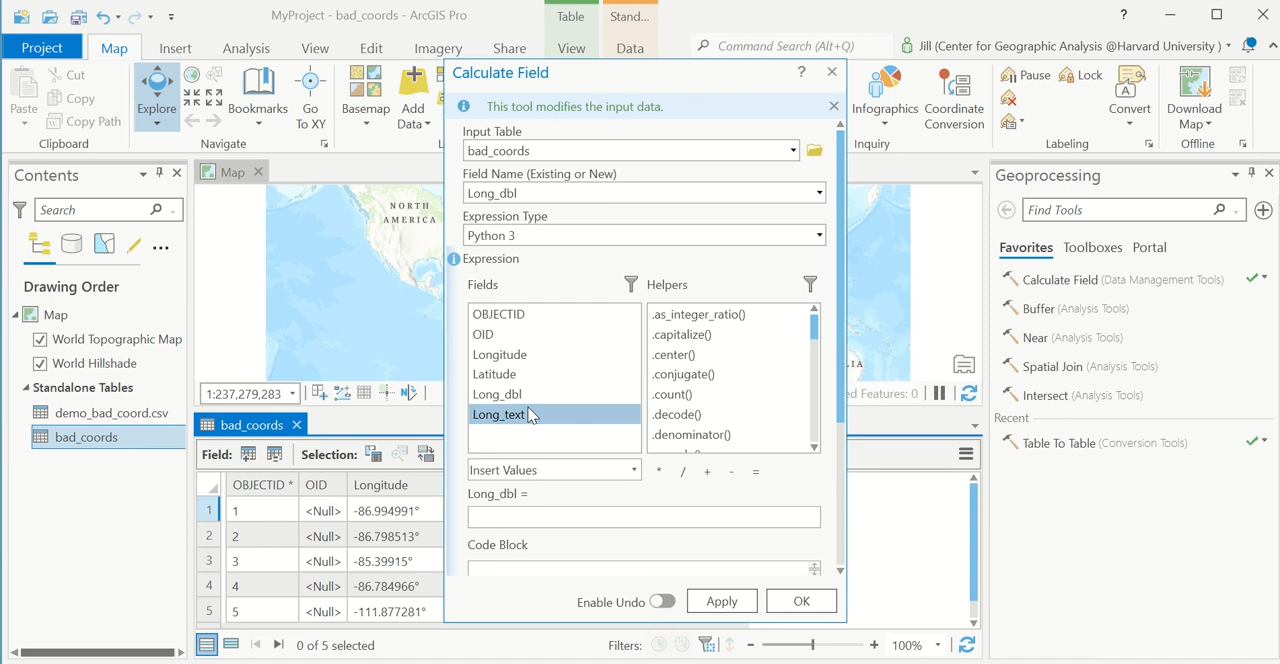 MyProject - bad_coords - ArcGIS Pro
Table
Stand...
?
Project
Map
Insert
Analysis
View
Edit
Imagery
Share
View
Data
Command Search (Alt+Q)
Jill (Center for Geographic Analysis @Harvard University )
Paste
Cut
Copy
Copy Path
Clipboard
Explore
Bookmarks
Go
To XY
Navigate
Basemap
Add
Data
Infographics
Coordinate
Conversion
Inquiry
Pause
Lock
Convert
Labeling
Download
Map
Offline
Contents
Search
Drawing Order
Map
World Topographic Map
World Hillshade
Standalone Tables
demo_bad_coord.csv
bad_coords
Map
NORTH
AMERICA
1:237,279,283
bad_coords
Field:
Selection:
OBJECTID * OID Longitude
1 1 <Null> -86.994991°
2 2 <Null> -86.798513°
3 3 <Null> -85.39915°
4 4 <Null> -86.784966°
5 5 <Null> -111.877281°
0 of 5 selected
Filters:
- + 100%
Calculate Field
?
This tool modifies the input data.
Input Table
bad_coords
Field Name (Existing or New)
Long_dbl
Expression Type
Python 3
Expression
Fields
OBJECTID
OID
Longitude
Latitude
Long_dbl
Long_text
Helpers
.as_integer_ratio()
.capitalize()
.center()
.conjugate()
.count()
.decode()
.denominator()
Insert Values
* / + - =
Long_dbl =
Code Block
Enable Undo
Apply
OK
Geoprocessing
Find Tools
Favorites
Toolboxes
Portal
Calculate Field (Data Management Tools)
Buffer (Analysis Tools)
Near (Analysis Tools)
Spatial Join (Analysis Tools)
Intersect (Analysis Tools)
Recent
Table To Table (Conversion Tools)